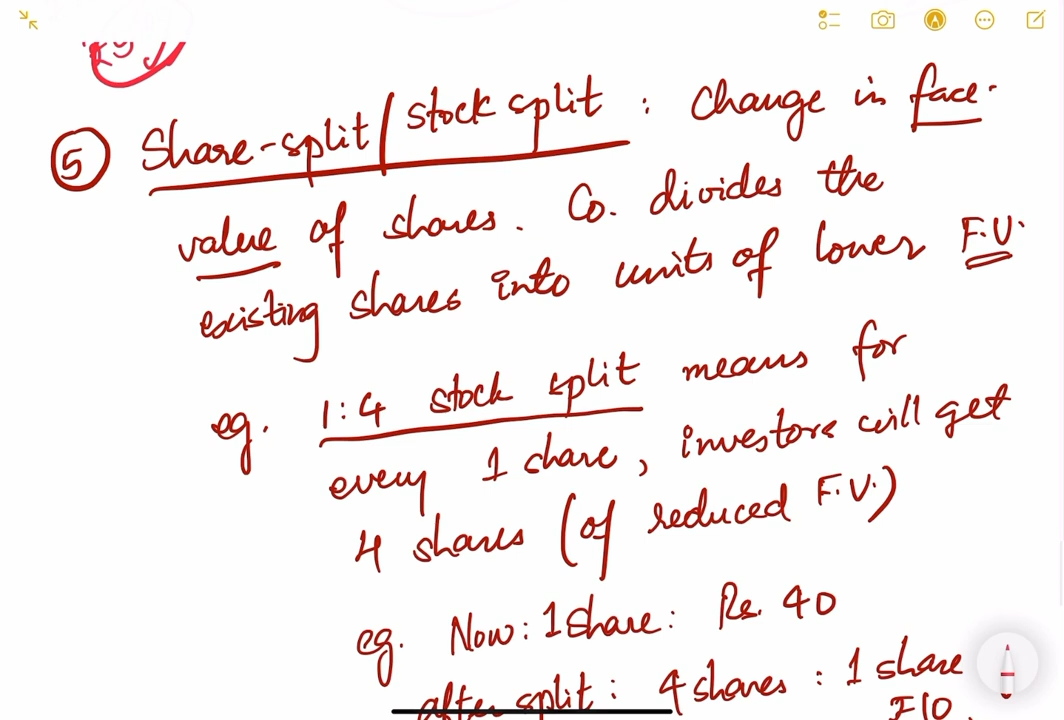 5 Share-split/stock split : Change in face-
value of shares. Co. divides the
existing shares into units of lower F.V.
eg. 1:4 stock split means for
every 1 share, investors will get
4 shares (of reduced F.V.)
eg. Now: 1 Share: Rs. 40
after split: 4 shares : 1 share
₹10.